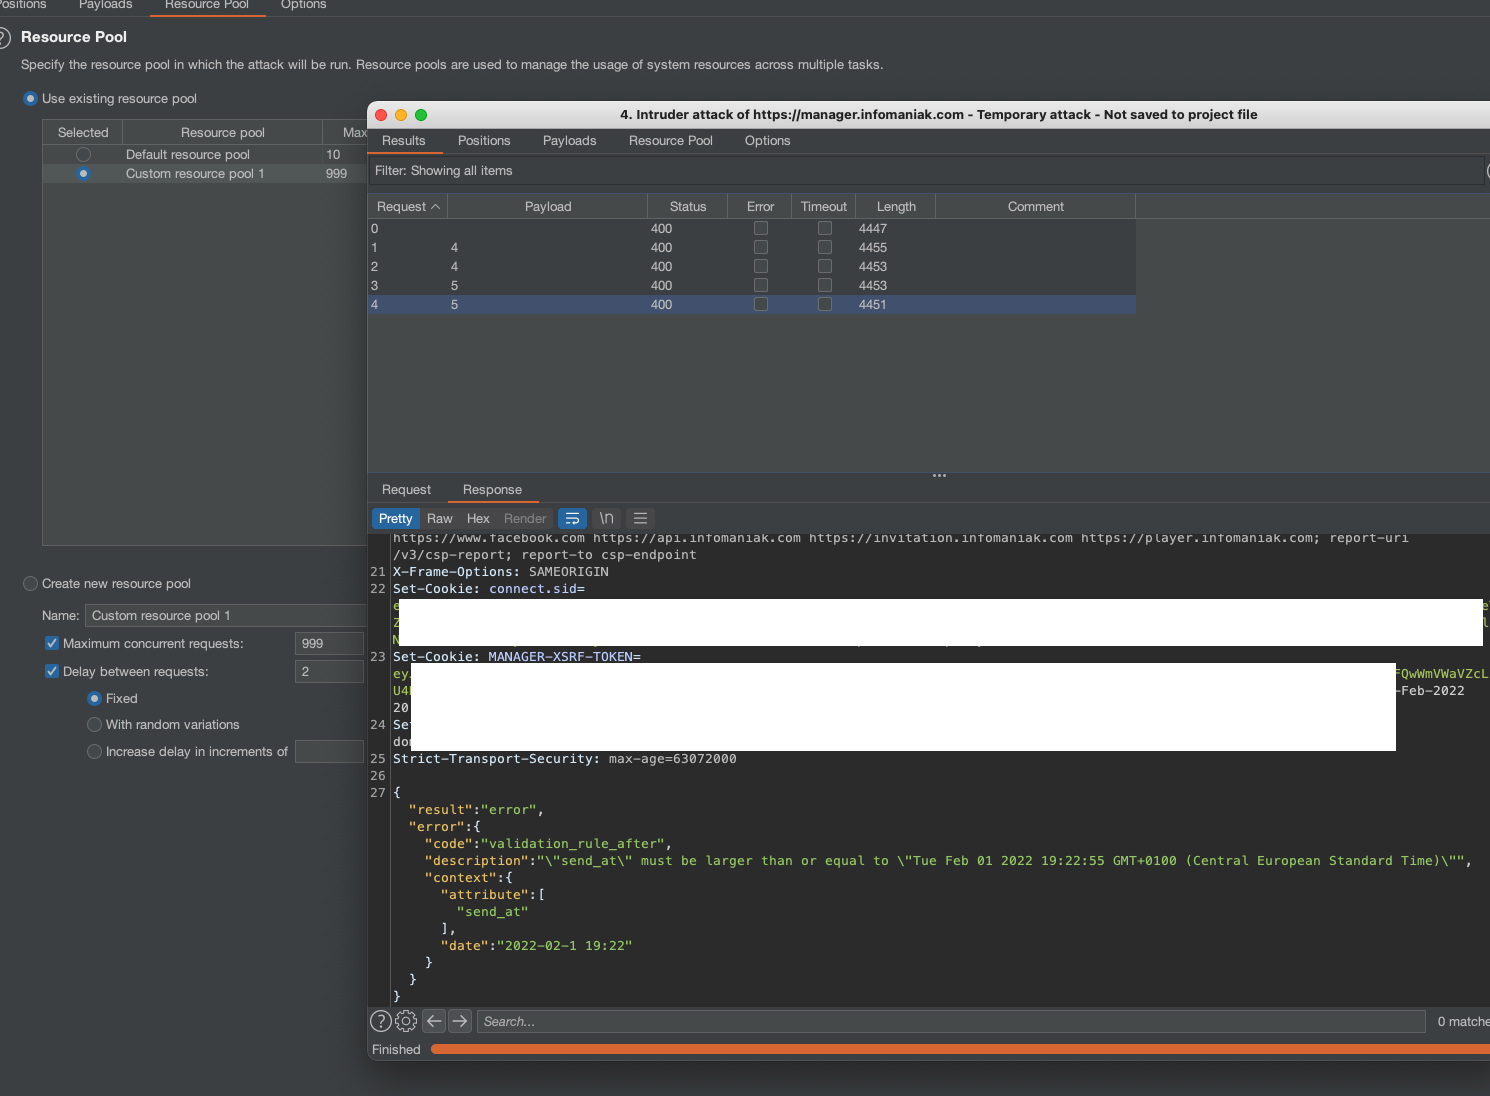 ositions Payloads Resource Pool Options
Resource Pool
Specify the resource pool in which the attack will be run. Resource pools are used to manage the usage of system resources across multiple tasks.
Use existing resource pool
Selected Resource pool Max
Default resource pool 10
Custom resource pool 1 999
Create new resource pool
Name: Custom resource pool 1
Maximum concurrent requests: 999
Delay between requests: 2
Fixed
With random variations
Increase delay in increments of
4. Intruder attack of https://manager.infomaniak.com - Temporary attack - Not saved to project file
Results Positions Payloads Resource Pool Options
Filter: Showing all items
Request Payload Status Error Timeout Length Comment
0 400 4447
1 4 400 4455
2 4 400 4453
3 5 400 4453
4 5 400 4451
Request Response
Pretty Raw Hex Render \n
https://www.facebook.com https://api.infomaniak.com https://invitation.infomaniak.com https://player.infomaniak.com; report-uri
/v3/csp-report; report-to csp-endpoint
21 X-Frame-Options: SAMEORIGIN
22 Set-Cookie: connect.sid=
23 Set-Cookie: MANAGER-XSRF-TOKEN=
ey FQwWmVWaVZcL
U4 -Feb-2022
20
24 Se
do
25 Strict-Transport-Security: max-age=63072000
26
27 {
"result":"error",
"error":{
"code":"validation_rule_after",
"description":"\"send_at\" must be larger than or equal to \"Tue Feb 01 2022 19:22:55 GMT+0100 (Central European Standard Time)\"",
"context":{
"attribute":[
"send_at"
],
"date":"2022-02-1 19:22"
}
}
}
Search... 0 matche
Finished